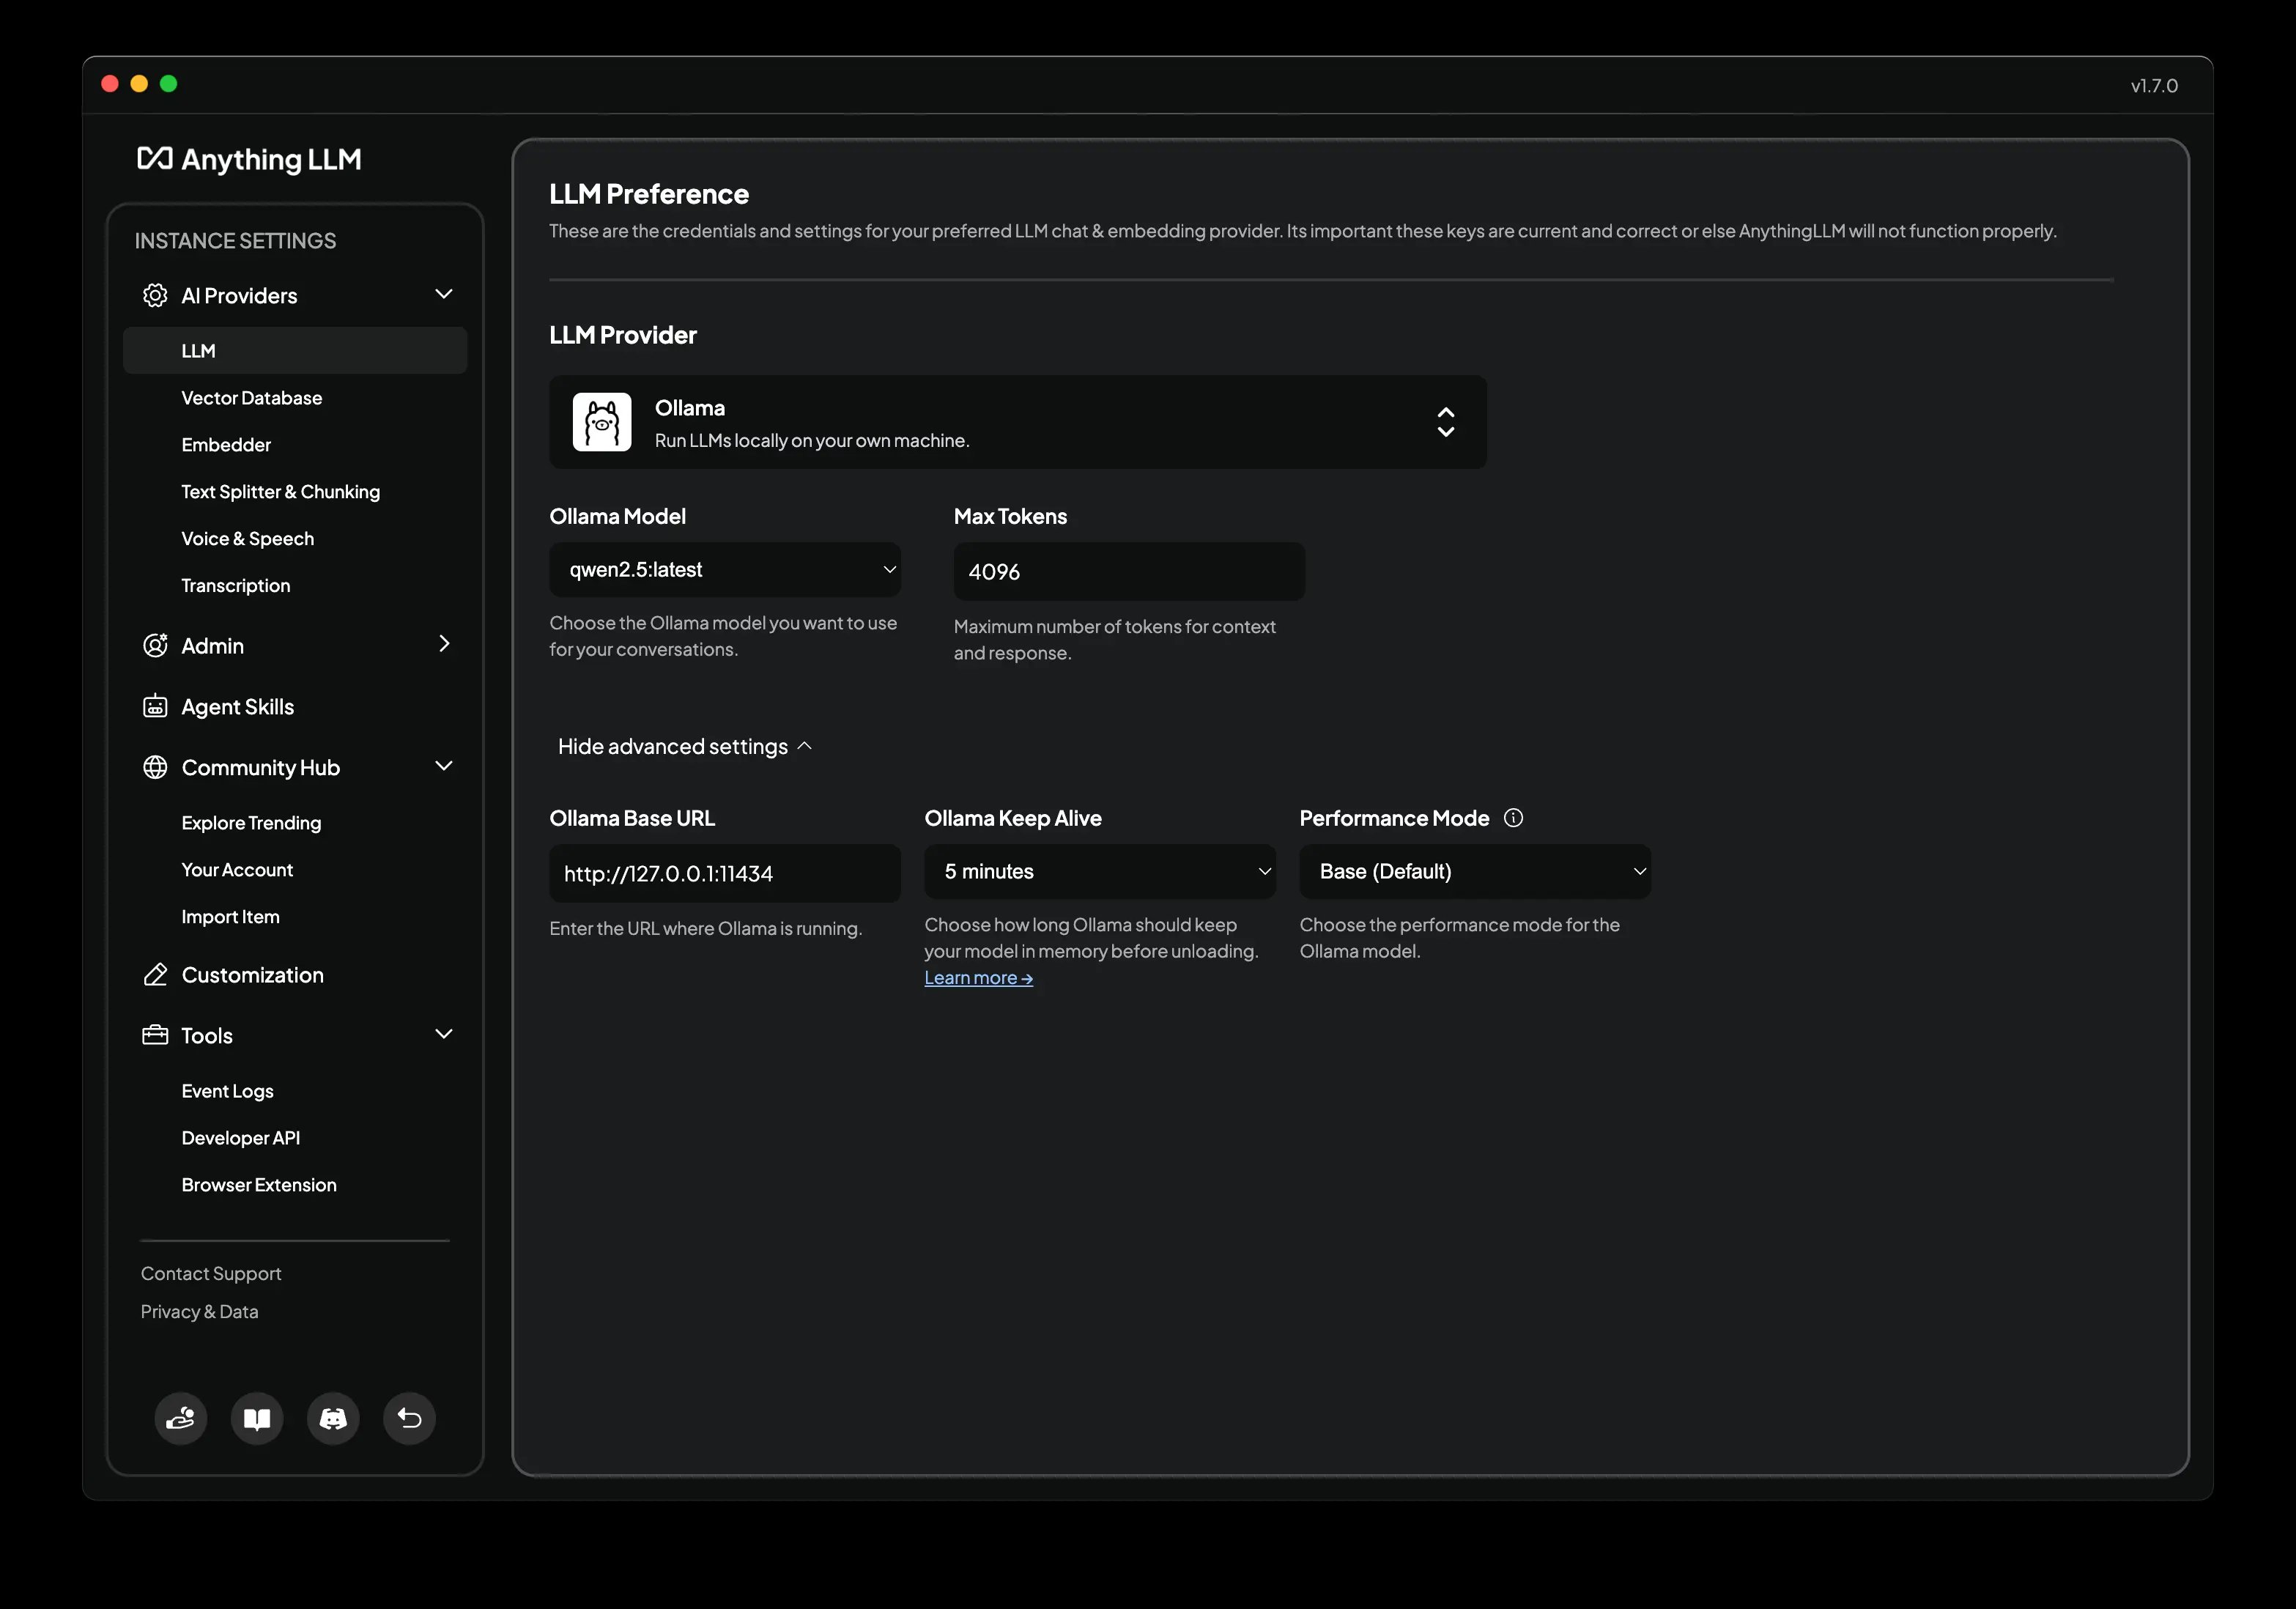 v1.7.0
Anything LLM
INSTANCE SETTINGS
AI Providers
LLM
Vector Database
Embedder
Text Splitter & Chunking
Voice & Speech
Transcription
Admin
Agent Skills
Community Hub
Explore Trending
Your Account
Import Item
Customization
Tools
Event Logs
Developer API
Browser Extension
Contact Support
Privacy & Data
LLM Preference
These are the credentials and settings for your preferred LLM chat & embedding provider. Its important these keys are current and correct or else AnythingLLM will not function properly.
LLM Provider
Ollama
Run LLMs locally on your own machine.
Ollama Model
qwen2.5:latest
Choose the Ollama model you want to use
for your conversations.
Max Tokens
4096
Maximum number of tokens for context
and response.
Hide advanced settings
Ollama Base URL
http://127.0.0.1:11434
Enter the URL where Ollama is running.
Ollama Keep Alive
5 minutes
Choose how long Ollama should keep
your model in memory before unloading.
Learn more →
Performance Mode
Base (Default)
Choose the performance mode for the
Ollama model.